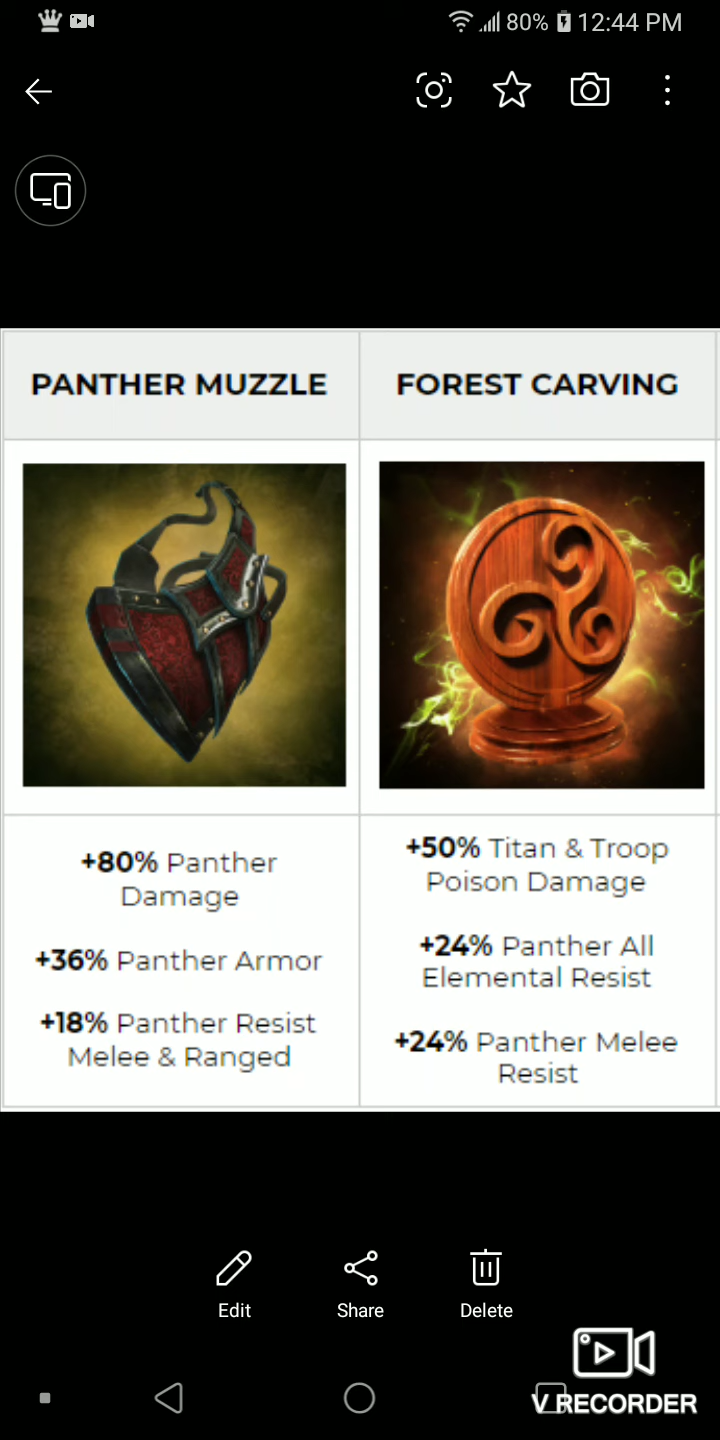 80% 12:44 PM
PANTHER MUZZLE
FOREST CARVING
+80% Panther
Damage
+36% Panther Armor
+18% Panther Resist
Melee & Ranged
+50% Titan & Troop
Poison Damage
+24% Panther All
Elemental Resist
+24% Panther Melee
Resist
Edit
Share
Delete
V RECORDER